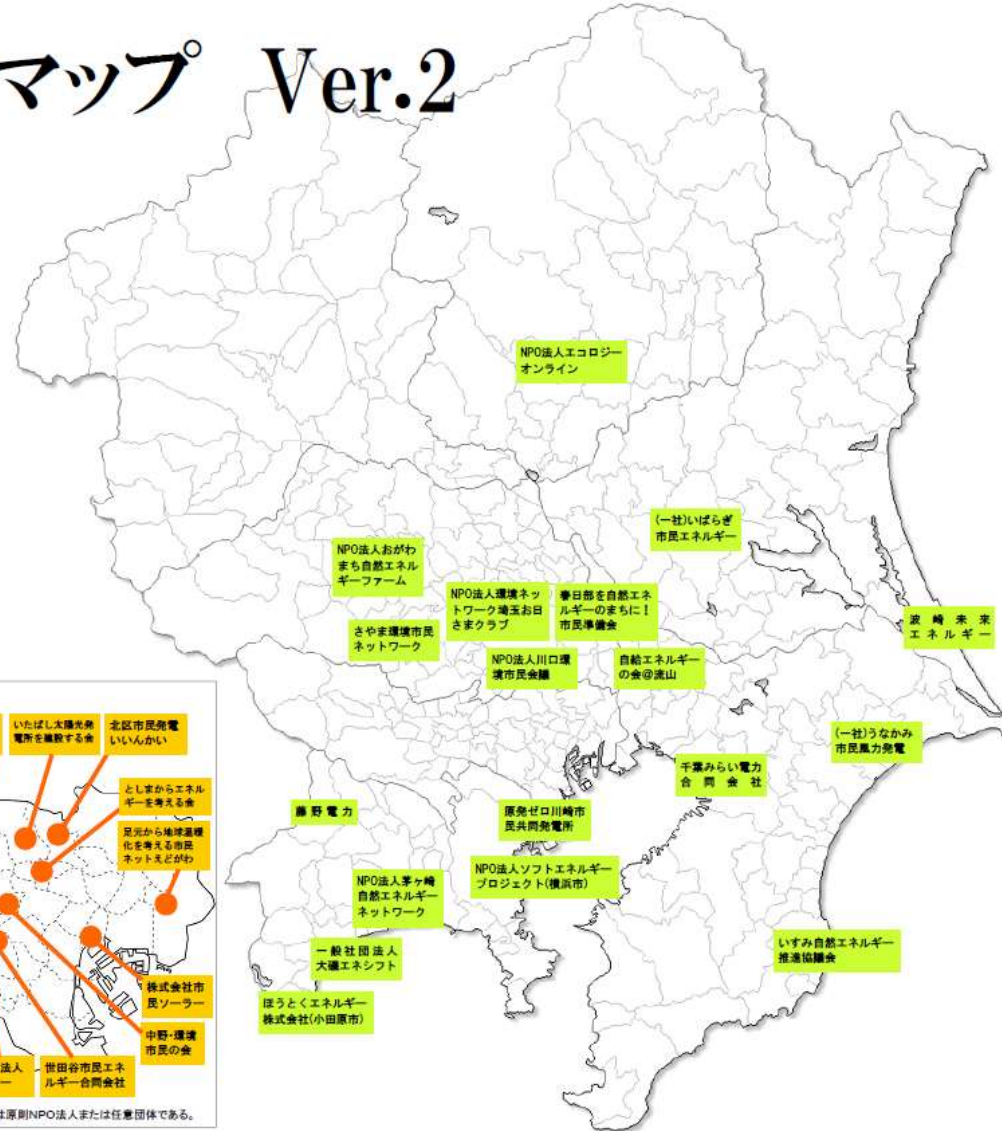 マップ Ver.2
NPO法人エコロジー
オンライン
(一社)いばらぎ
市民エネルギー
NPO法人おがわ
まち自然エネル
ギーファーム
NPO法人環境ネッ
トワーク埼玉お日
さまクラブ
春日部を自然エネ
ルギーのまちに！
市民準備会
波崎未来
エネルギー
さやま環境市民
ネットワーク
NPO法人川口環
境市民会議
自給エネルギー
の会@流山
(一社)うなかみ
市民風力発電
千葉みらい電力
合同会社
藤野電力
原発ゼロ川崎市
民共同発電所
NPO法人ソフトエネルギー
プロジェクト(横浜市)
NPO法人茅ヶ崎
自然エネルギー
ネットワーク
いすみ自然エネルギー
推進協議会
一般社団法人
大磯エネシフト
ほうとくエネルギー
株式会社(小田原市)
いたばし太陽光発
電所を建設する会
北区市民発電
いいんかい
としまからエネル
ギーを考える会
足元から地球温暖
化を考える市民
ネットえどがわ
株式会社市
民ソーラー
中野・環境
市民の会
法人
ー
世田谷市民エネ
ルギー合同会社
は原則NPO法人または任意団体である。